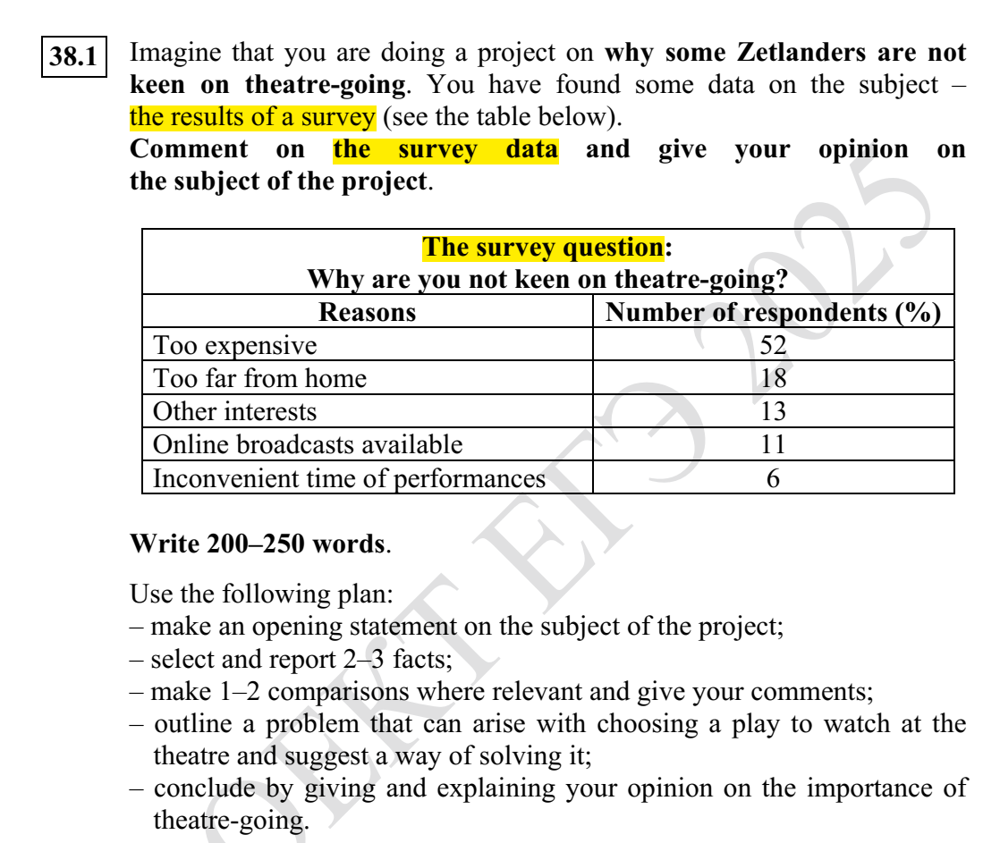 38.1 Imagine that you are doing a project on why some Zetlanders are not
keen on theatre-going. You have found some data on the subject –
the results of a survey (see the table below).
Comment on the survey data and give your opinion on
the subject of the project.
The survey question:
Why are you not keen on theatre-going?
Reasons Number of respondents (%)
Too expensive 52
Too far from home 18
Other interests 13
Online broadcasts available 11
Inconvenient time of performances 6
Write 200–250 words.
Use the following plan:
– make an opening statement on the subject of the project;
– select and report 2–3 facts;
– make 1–2 comparisons where relevant and give your comments;
– outline a problem that can arise with choosing a play to watch at the
theatre and suggest a way of solving it;
– conclude by giving and explaining your opinion on the importance of
theatre-going.
ОЕКТ ЕГЭ 2025